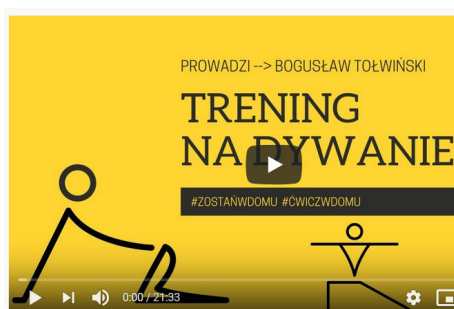 PROWADZI --> BOGUSŁAW TOŁWIŃSKI
TRENING
NA DYWANIE
#ZOSTAŃWDOMU #ĆWICZWDOMU
0:00 / 21:33